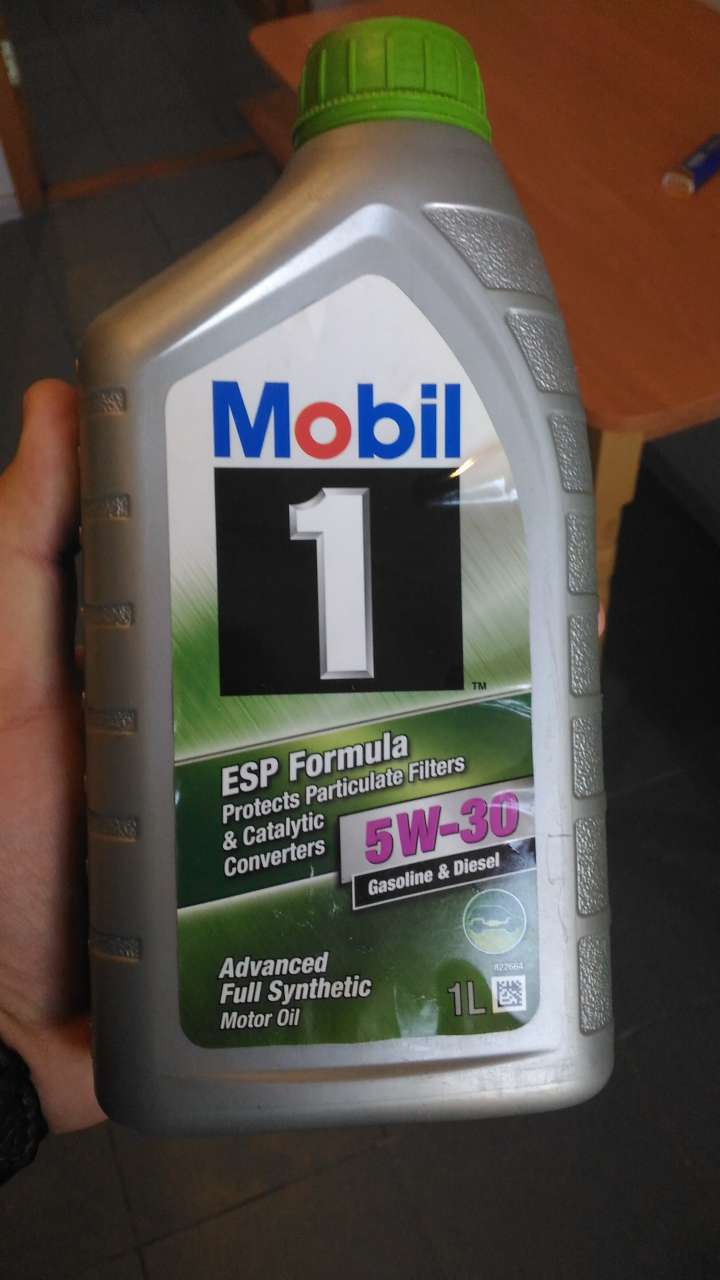 Mobil
1
™
ESP Formula
Protects Particulate Filters
& Catalytic
Converters
5W-30
Gasoline & Diesel
Advanced
Full Synthetic
Motor Oil
822664
1L